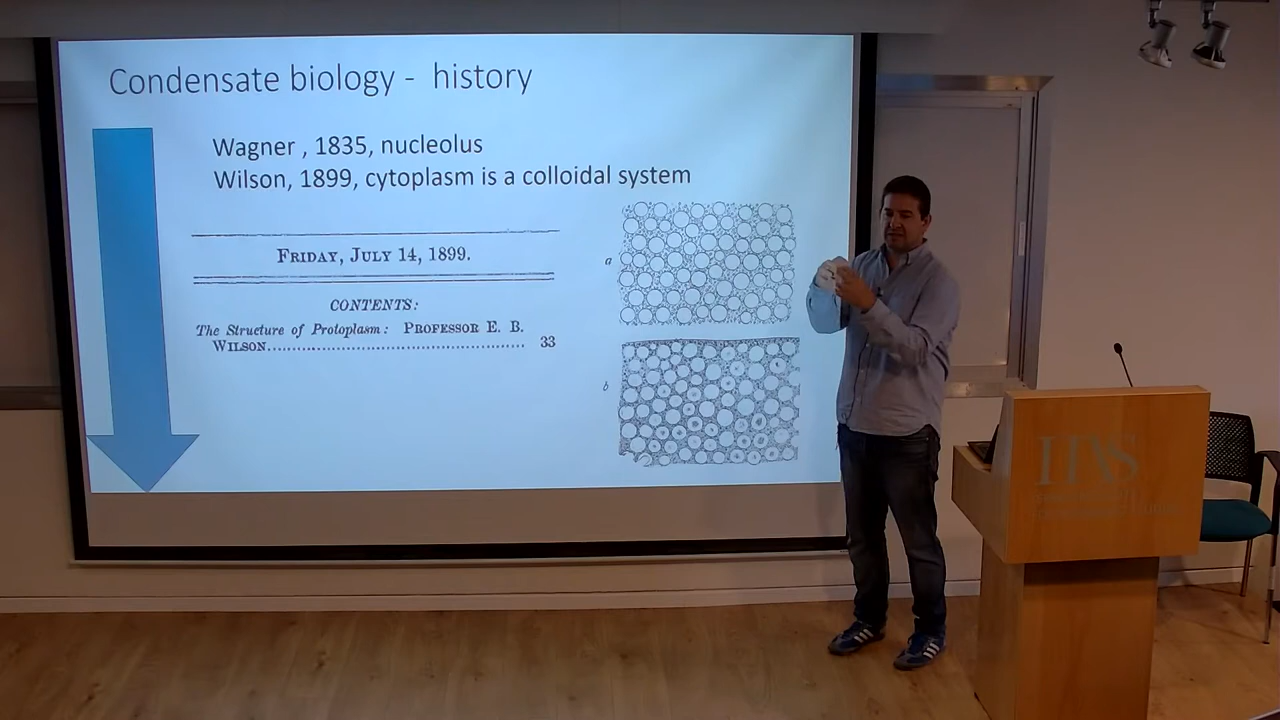 Condensate biology - history
Wagner , 1835, nucleolus
Wilson, 1899, cytoplasm is a colloidal system
FRIDAY, JULY 14, 1899.
CONTENTS:
The Structure of Protoplasm: PROFESSOR E. B.
WILSON.................................................. 33
a
b